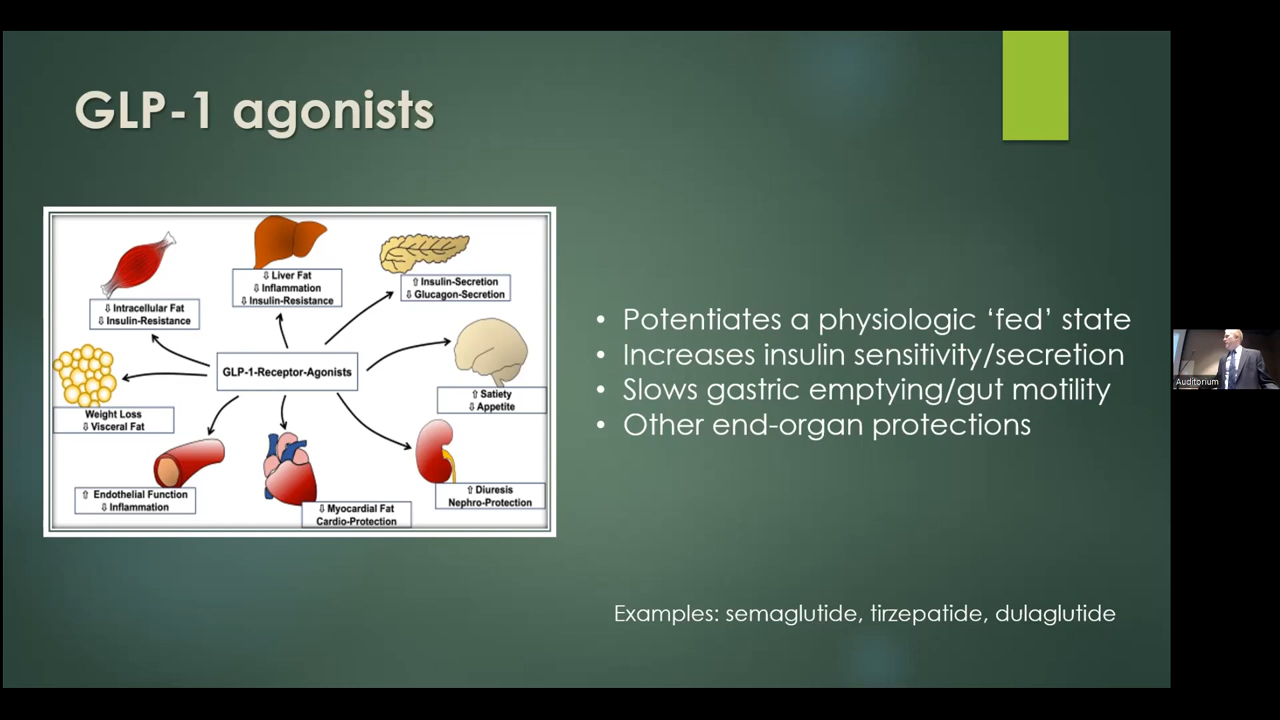 GLP-1 agonists
⇩ Intracellular Fat
⇩ Insulin-Resistance
⇩ Liver Fat
⇩ Inflammation
⇩ Insulin-Resistance
⇧ Insulin-Secretion
⇩ Glucagon-Secretion
GLP-1-Receptor-Agonists
⇧ Satiety
⇩ Appetite
Weight Loss
⇩ Visceral Fat
⇧ Endothelial Function
⇩ Inflammation
⇩ Myocardial Fat
Cardio-Protection
⇧ Diuresis
Nephro-Protection
• Potentiates a physiologic ‘fed’ state
• Increases insulin sensitivity/secretion
• Slows gastric emptying/gut motility
• Other end-organ protections
Examples: semaglutide, tirzepatide, dulaglutide
Auditorium